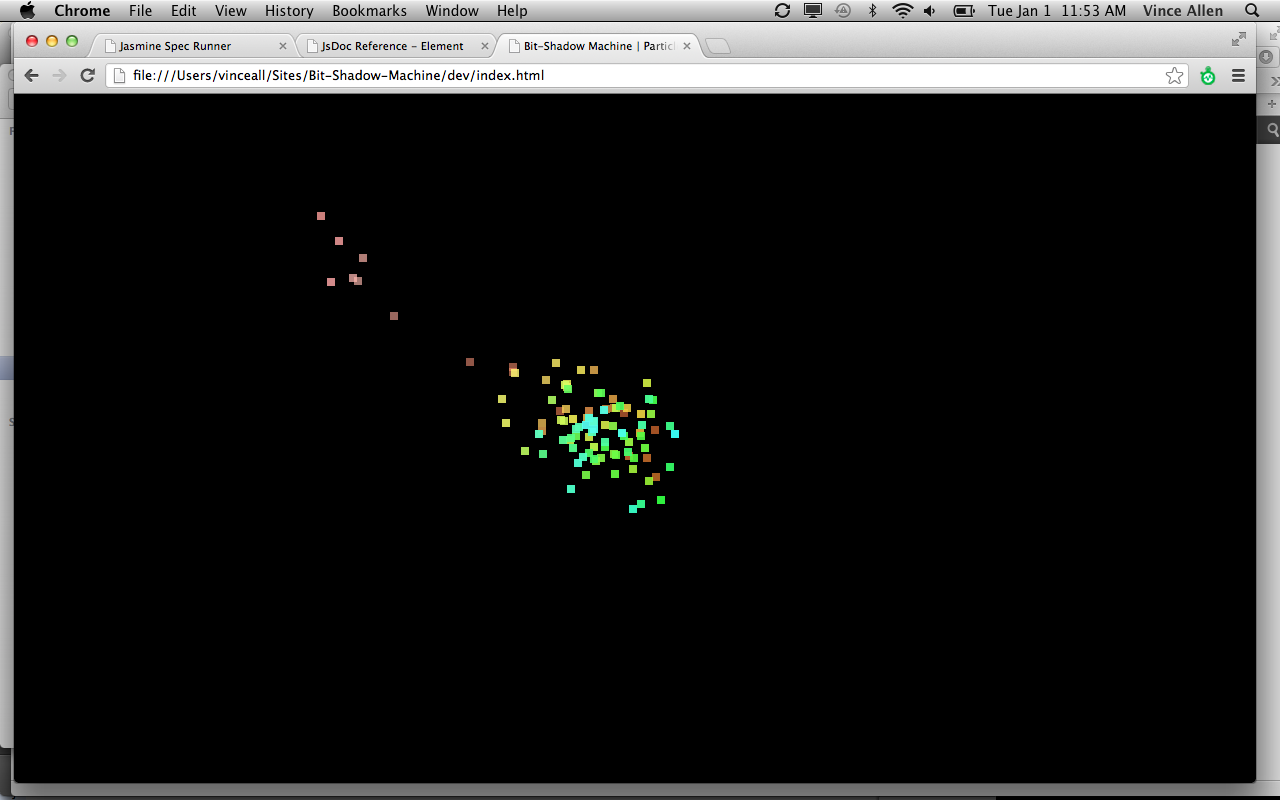 Chrome File Edit View History Bookmarks Window Help Tue Jan 1 11:53 AM Vince Allen
Jasmine Spec Runner JsDoc Reference - Element Bit-Shadow Machine | Partic
file:///Users/vinceall/Sites/Bit-Shadow-Machine/dev/index.html